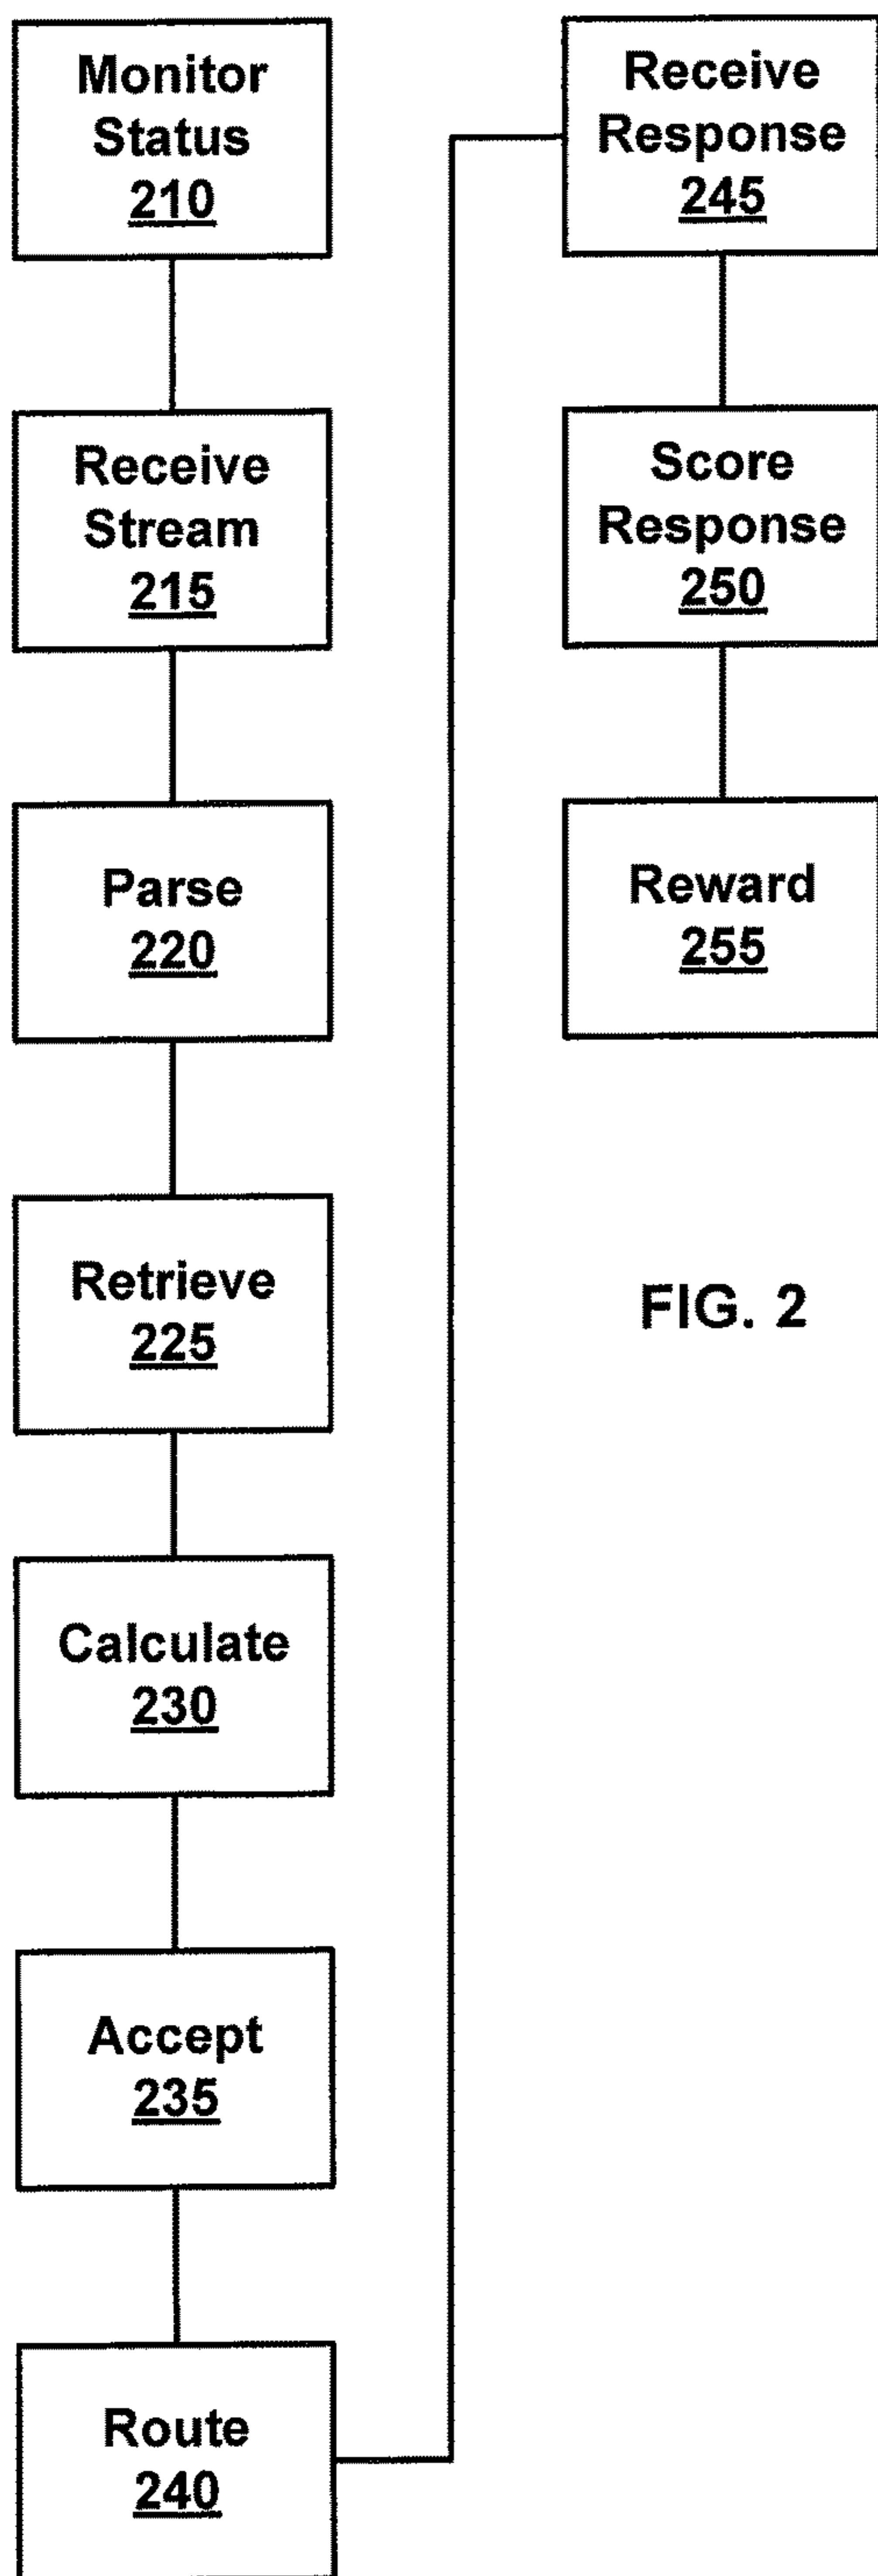 Monitor
Status
210
Receive
Stream
215
Parse
220
Retrieve
225
Calculate
230
Accept
235
Route
240
Receive
Response
245
Score
Response
250
Reward
255
FIG. 2